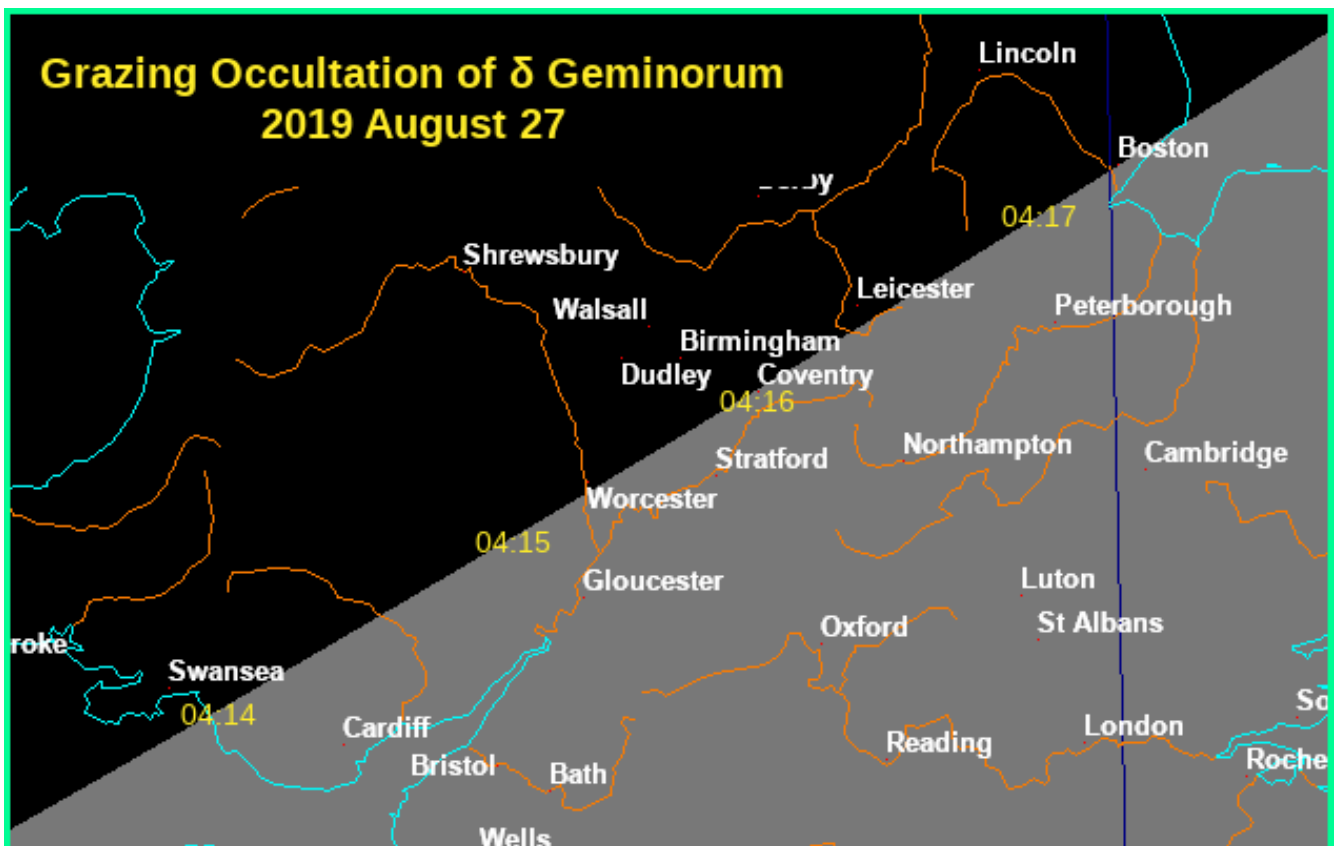 Grazing Occultation of δ Geminorum
2019 August 27
Lincoln
Boston
04:17
Shrewsbury
Leicester
Walsall
Peterborough
Birmingham
Dudley
Coventry
04:16
Stratford
Northampton
Cambridge
Worcester
04:15
Gloucester
Luton
St Albans
Oxford
roke
Swansea
04:14
Cardiff
So
London
Reading
Bristol
Bath
Roche
Wells